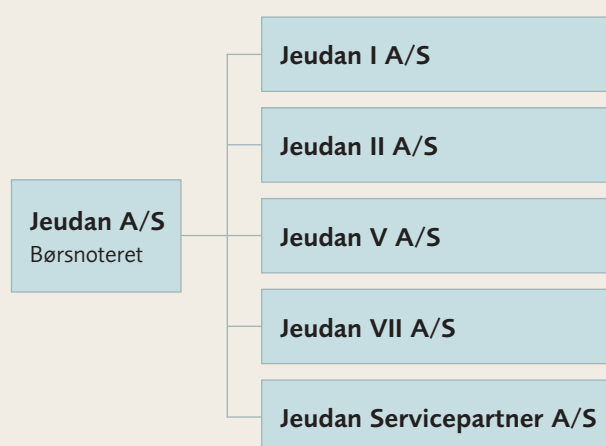 Jeudan I A/S
Jeudan II A/S
Jeudan A/S
Børsnoteret
Jeudan V A/S
Jeudan VII A/S
Jeudan Servicepartner A/S